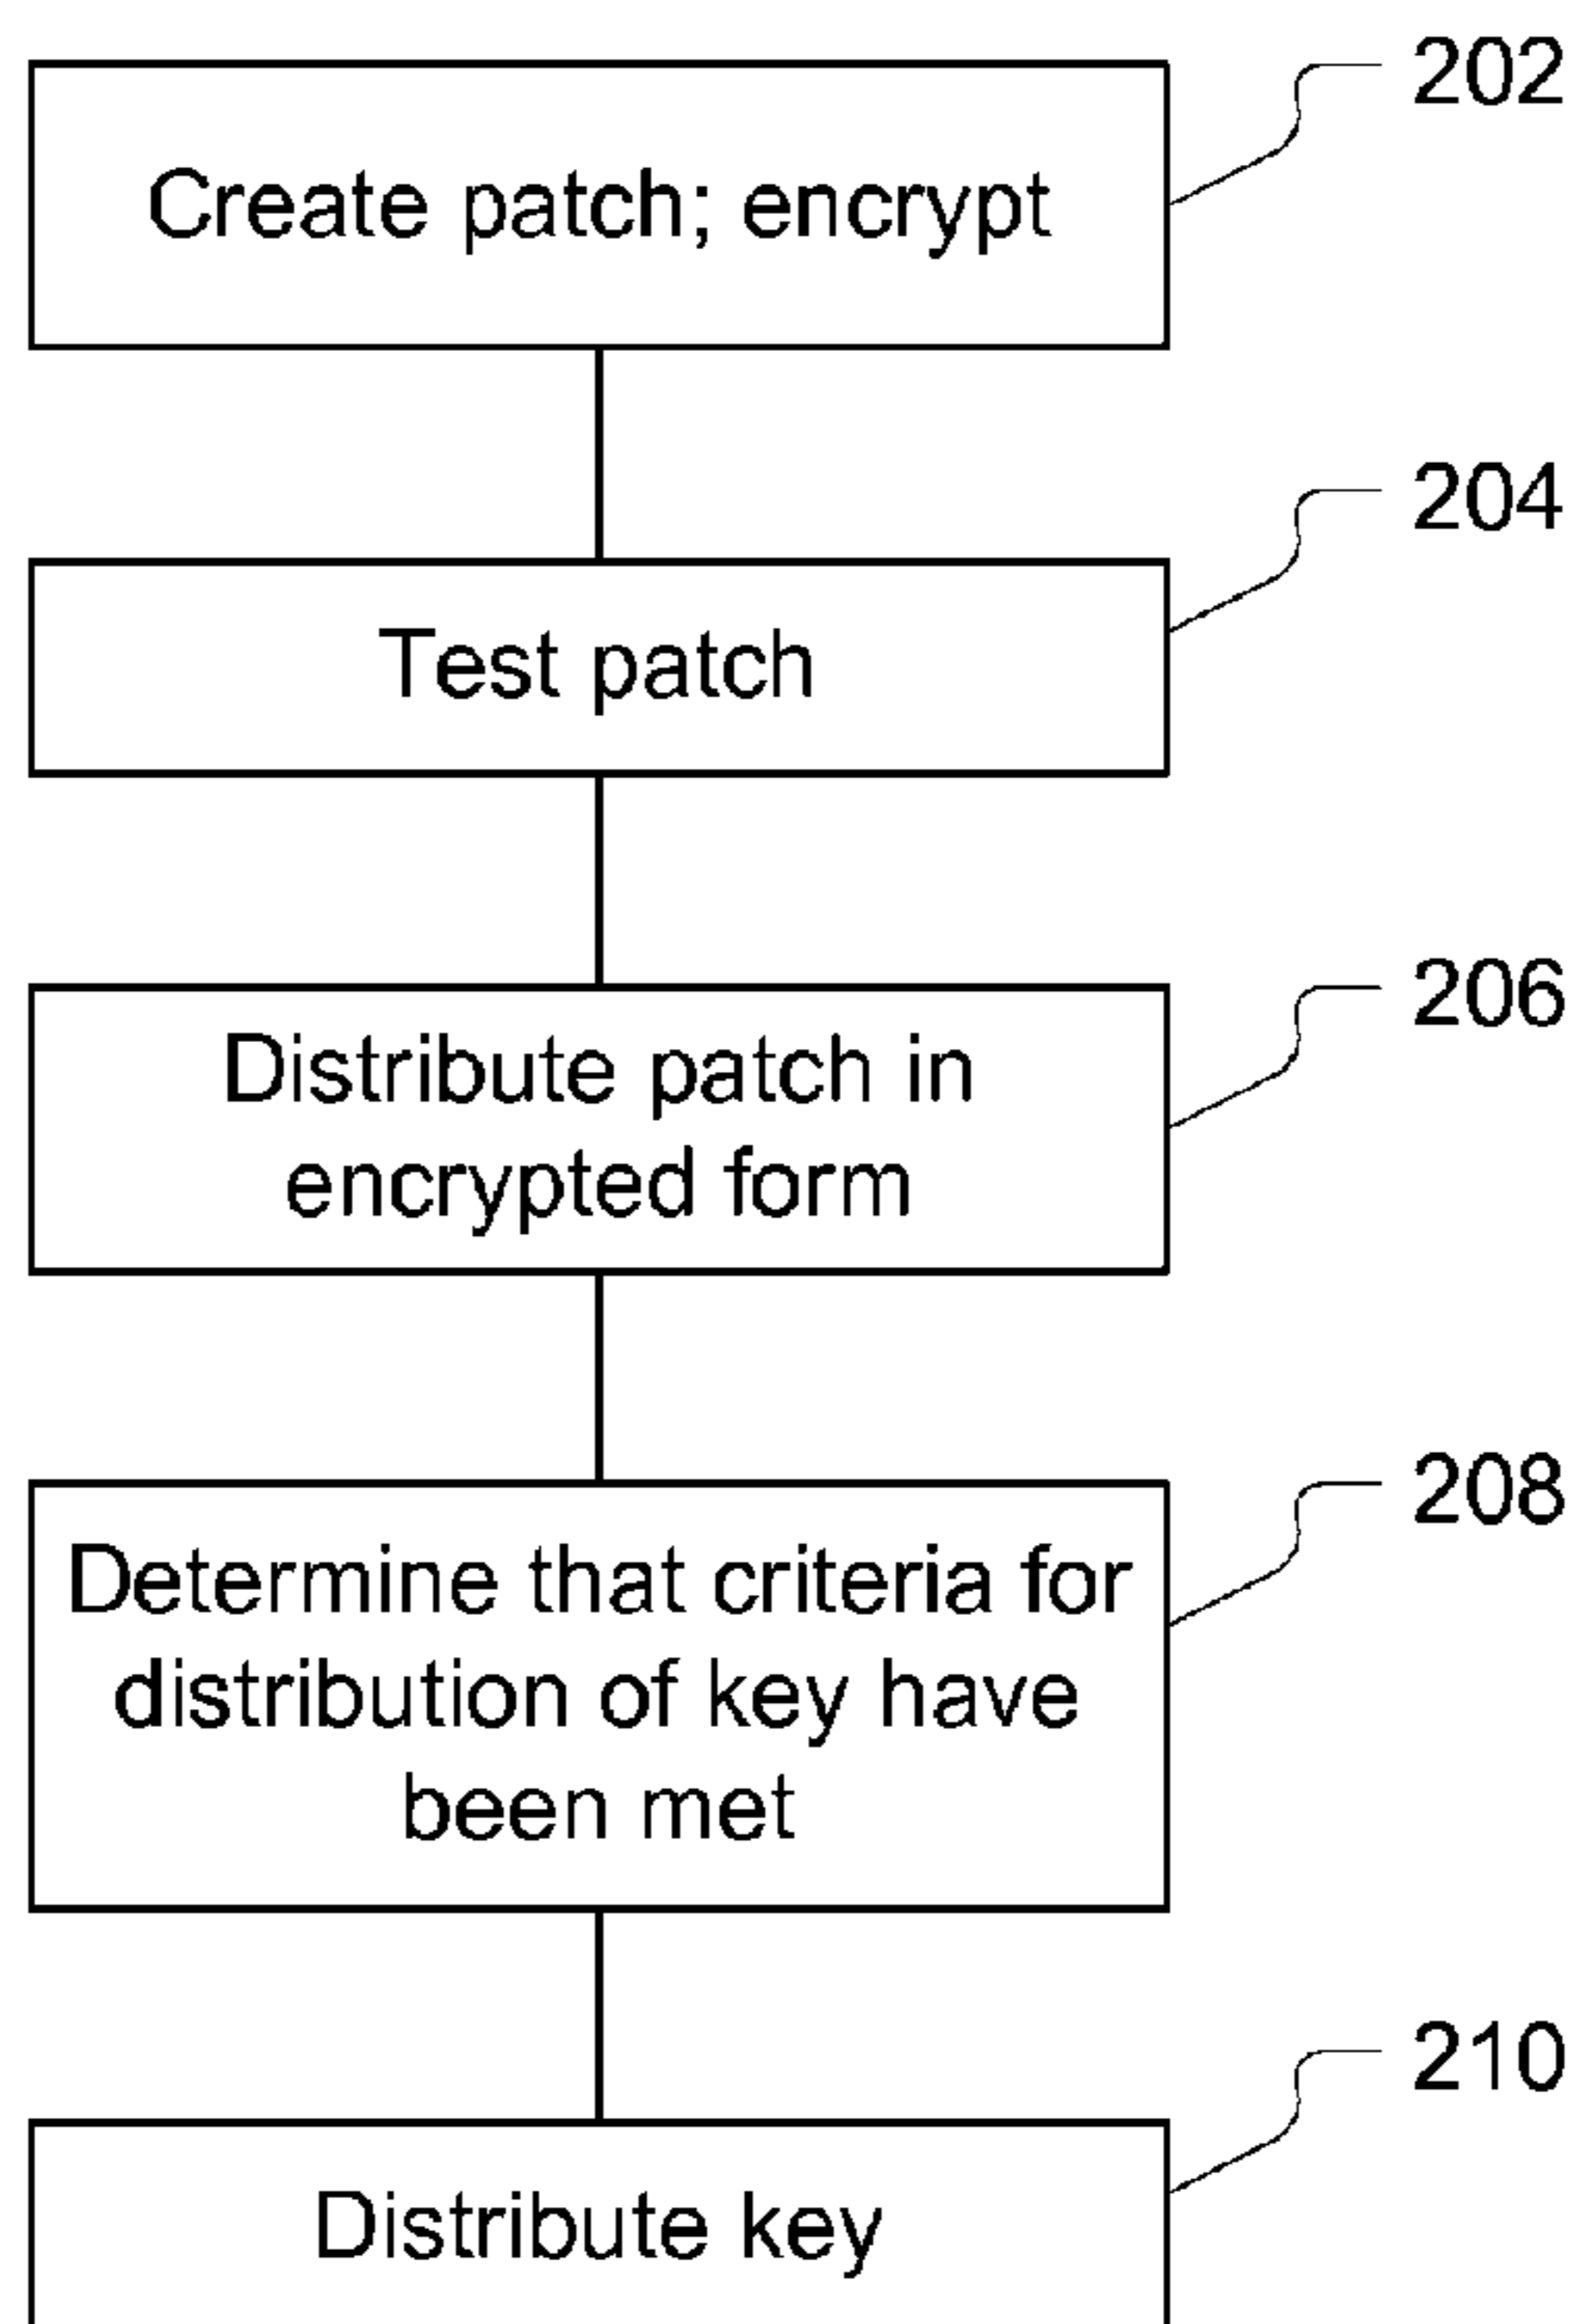 202
Create patch; encrypt
204
Test patch
206
Distribute patch in
encrypted form
208
Determine that criteria for
distribution of key have
been met
210
Distribute key